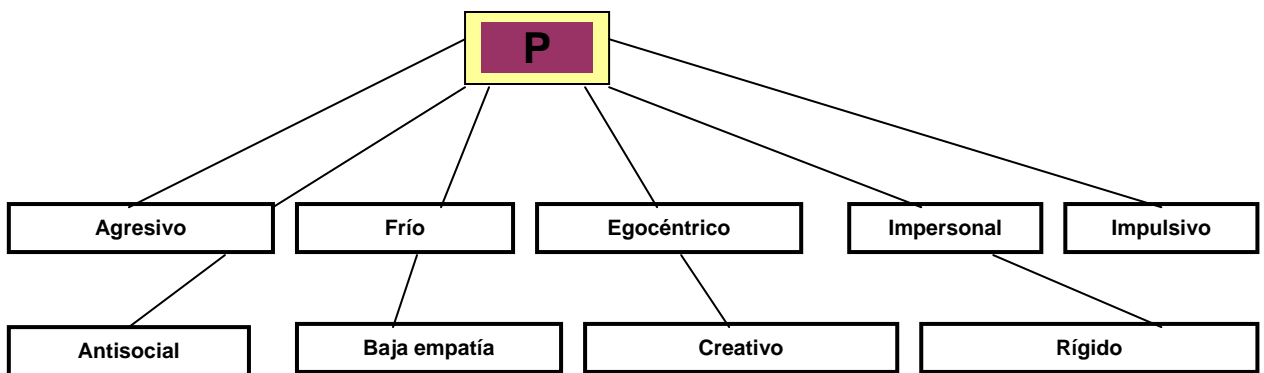 P
Agresivo
Frío
Egocéntrico
Impersonal
Impulsivo
Antisocial
Baja empatía
Creativo
Rígido